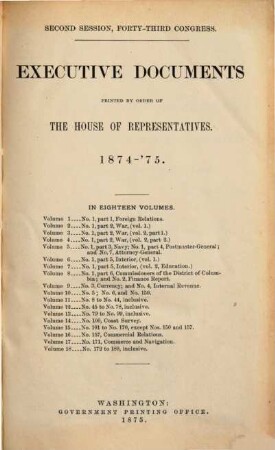 SECOND SESSION, FORTY-THIRD CONGRESS.
EXECUTIVE DOCUMENTS
PRINTED BY ORDER OF
THE HOUSE OF REPRESENTATIVES.
1874-'75.
IN EIGHTEEN VOLUMES.
Volume 1....No. 1, part 1, Foreign Relations.
Volume 2....No. 1, part 2, War, (vol. 1.)
Volume 3....No. 1, part 2, War, (vol. 2, part 1.)
Volume 4....No. 1, part 2, War, (vol. 2, part 2.)
Volume 5....No. 1, part 3, Navy; No. 1, part 4, Postmaster-General;
and No. 7, Attorney-General.
Volume 6....No. 1, part 5, Interior, (vol. 1.)
Volume 7....No. 1, part 5, Interior, (vol. 2, Education.)
Volume 8....No. 1, part 6, Commissioners of the District of Colum-
bia; and No. 2, Finance Report.
Volume 9....No. 3, Currency; and No. 4, Internal Revenue.
Volume 10....No. 5; No. 6, and No. 150.
Volume 11....No. 8 to No. 44, inclusive.
Volume 12....No. 45 to No. 78, inclusive.
Volume 13....No. 79 to No. 99, inclusive.
Volume 14....No. 100, Coast Survey.
Volume 15....No. 101 to No. 170, except Nos. 150 and 157.
Volume 16....No. 157, Commercial Relations.
Volume 17....No. 171, Commerce and Navigation.
Volume 18....No. 172 to 188, inclusive.
WASHINGTON:
GOVERNMENT PRINTING OFFICE.
1875.